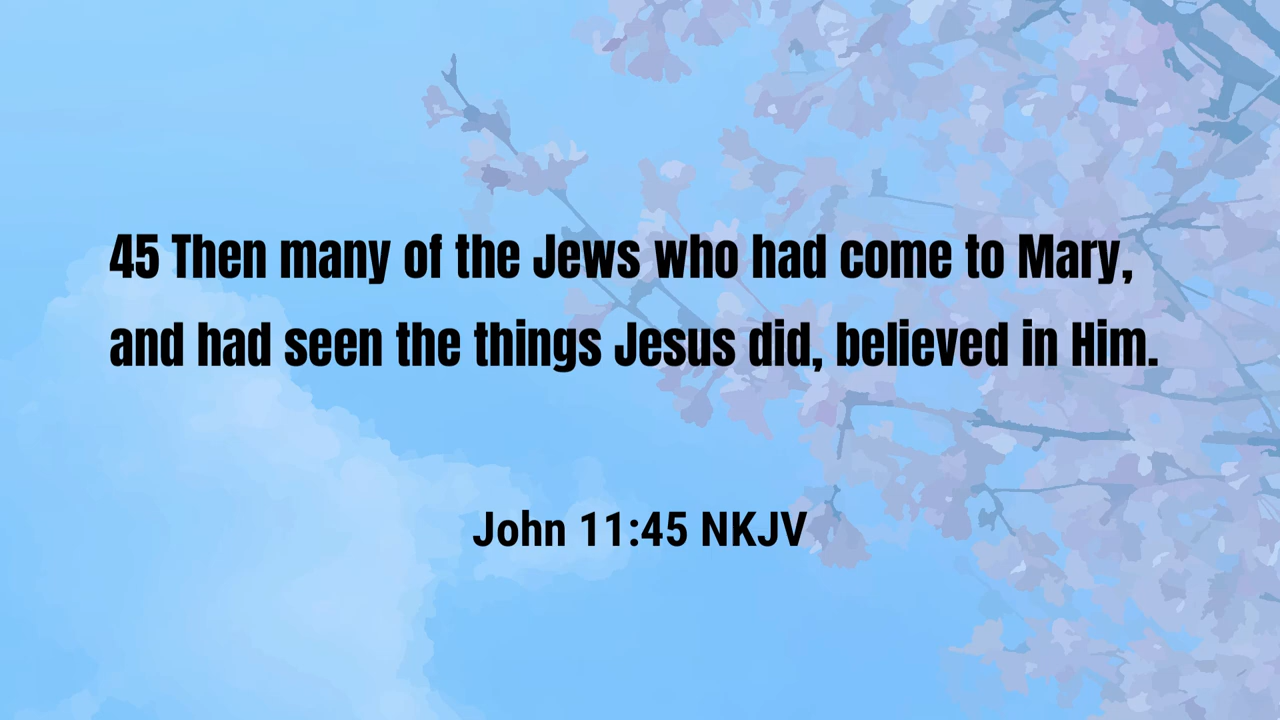 45 Then many of the Jews who had come to Mary,
and had seen the things Jesus did, believed in Him.
John 11:45 NKJV